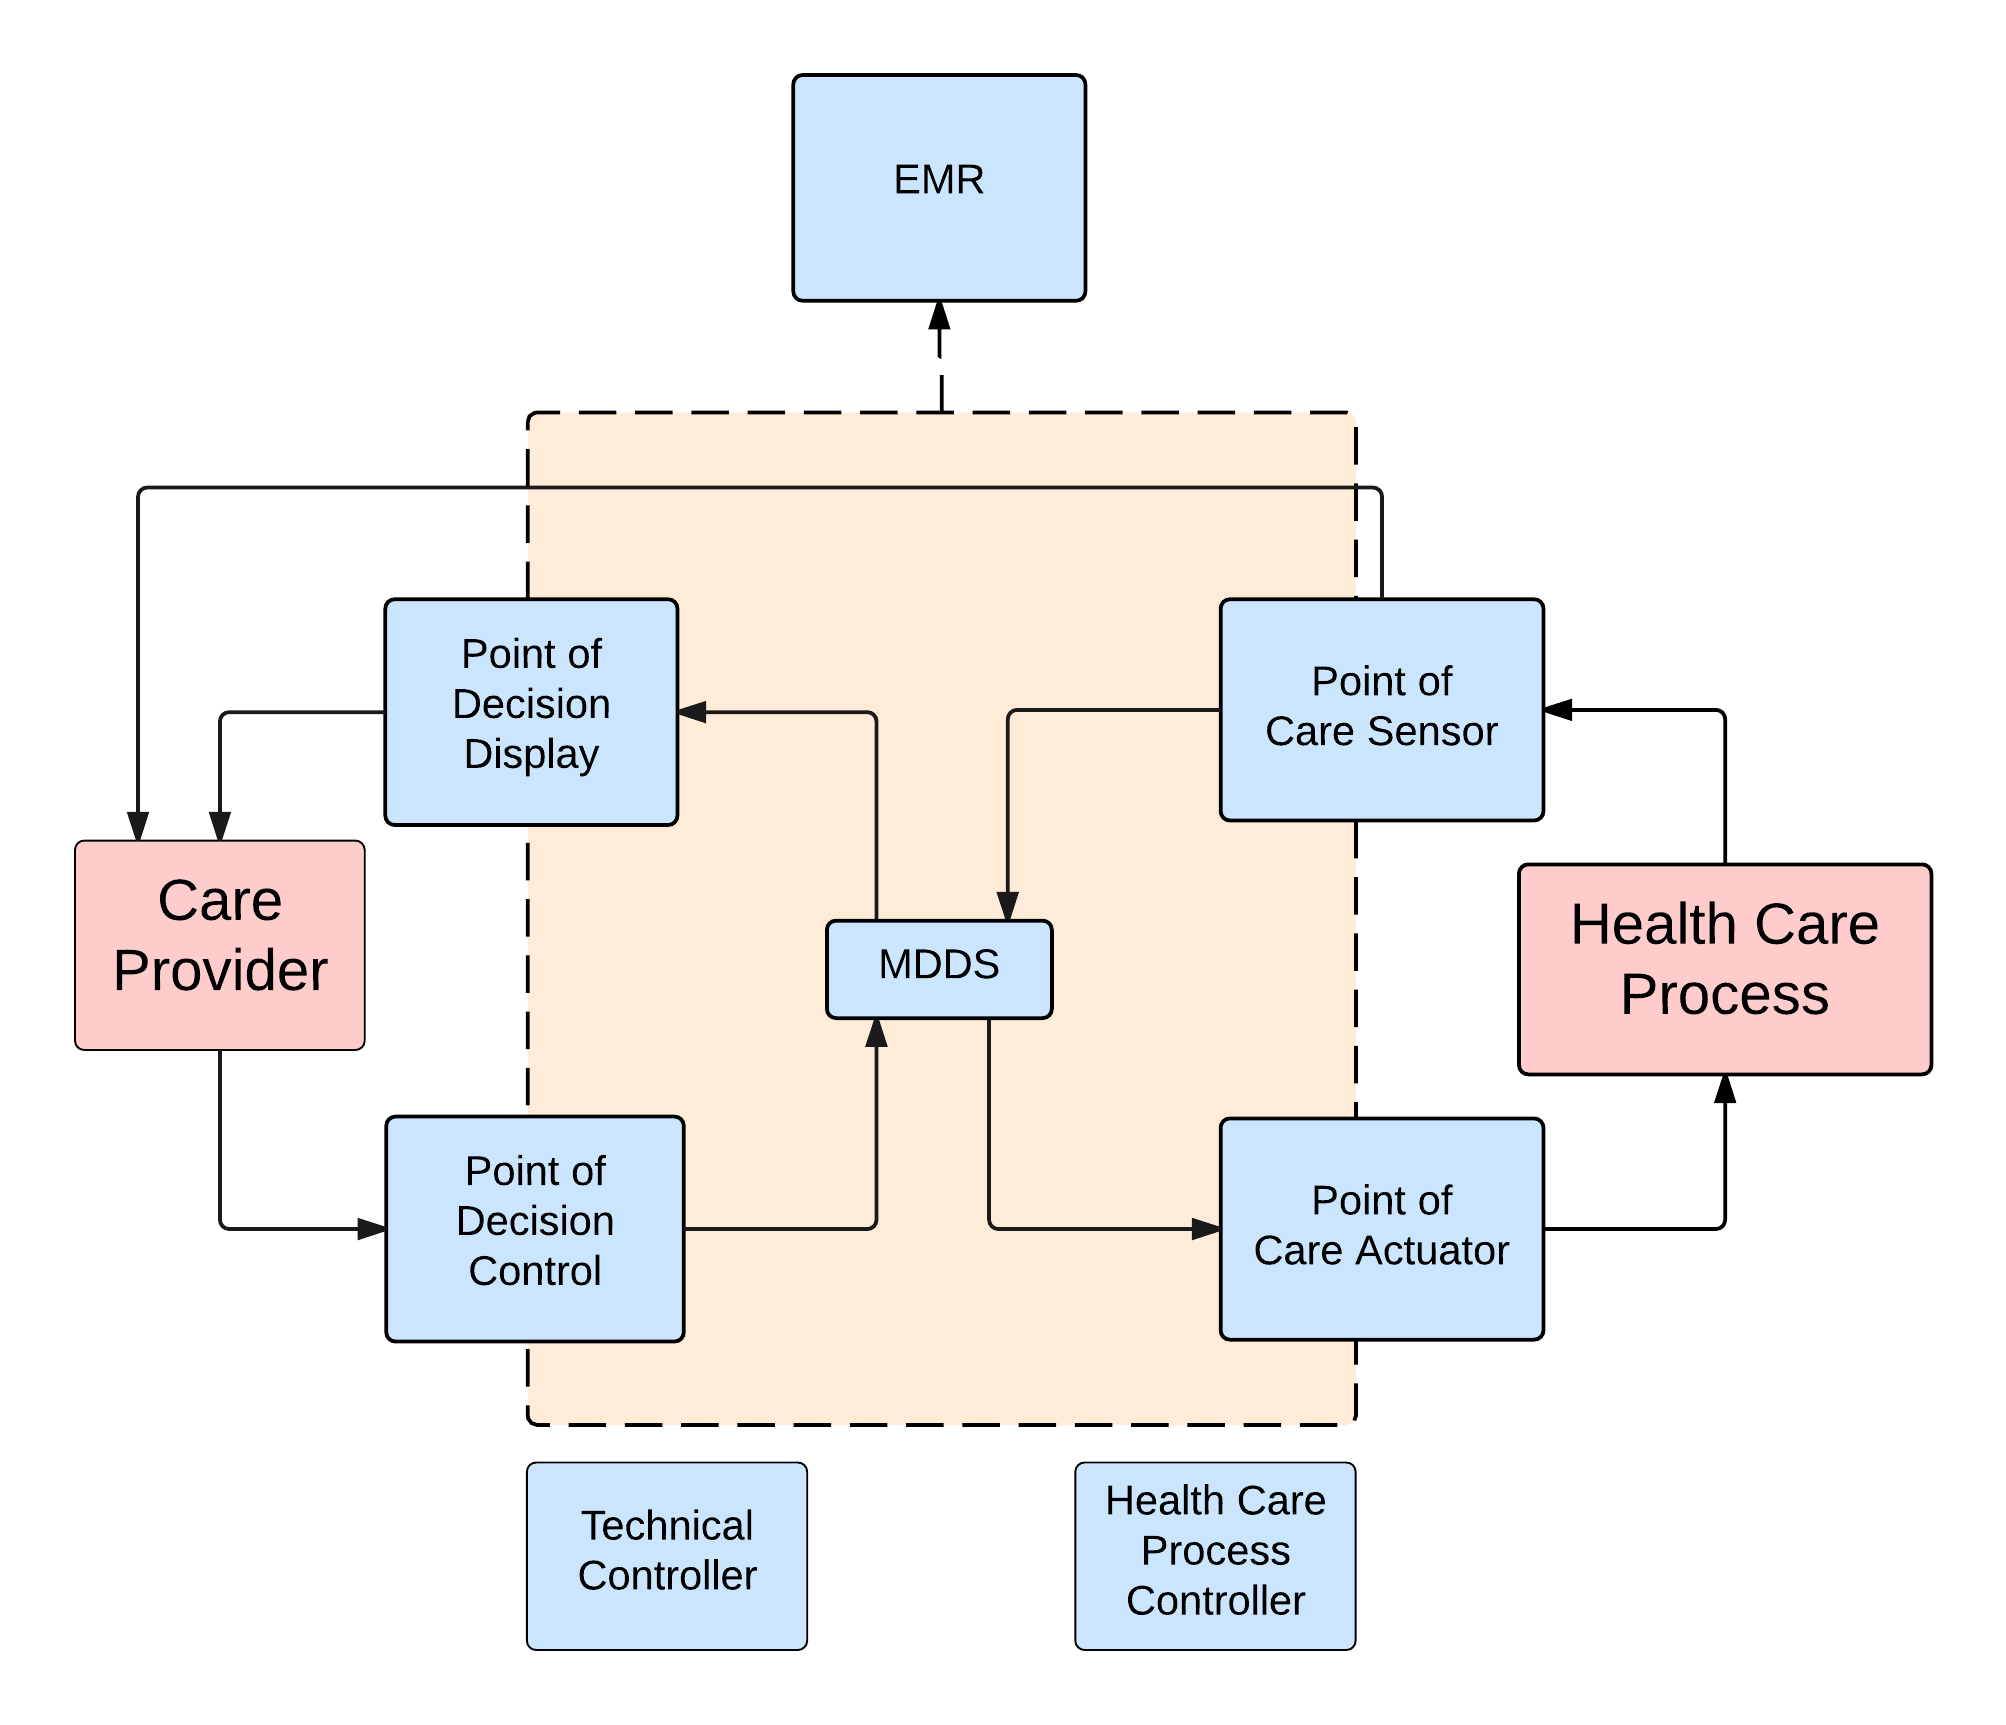 EMR
Point of
Decision
Display
Point of
Care Sensor
Care
Provider
MDDS
Health Care
Process
Point of
Decision
Control
Point of
Care Actuator
Technical
Controller
Health Care
Process
Controller